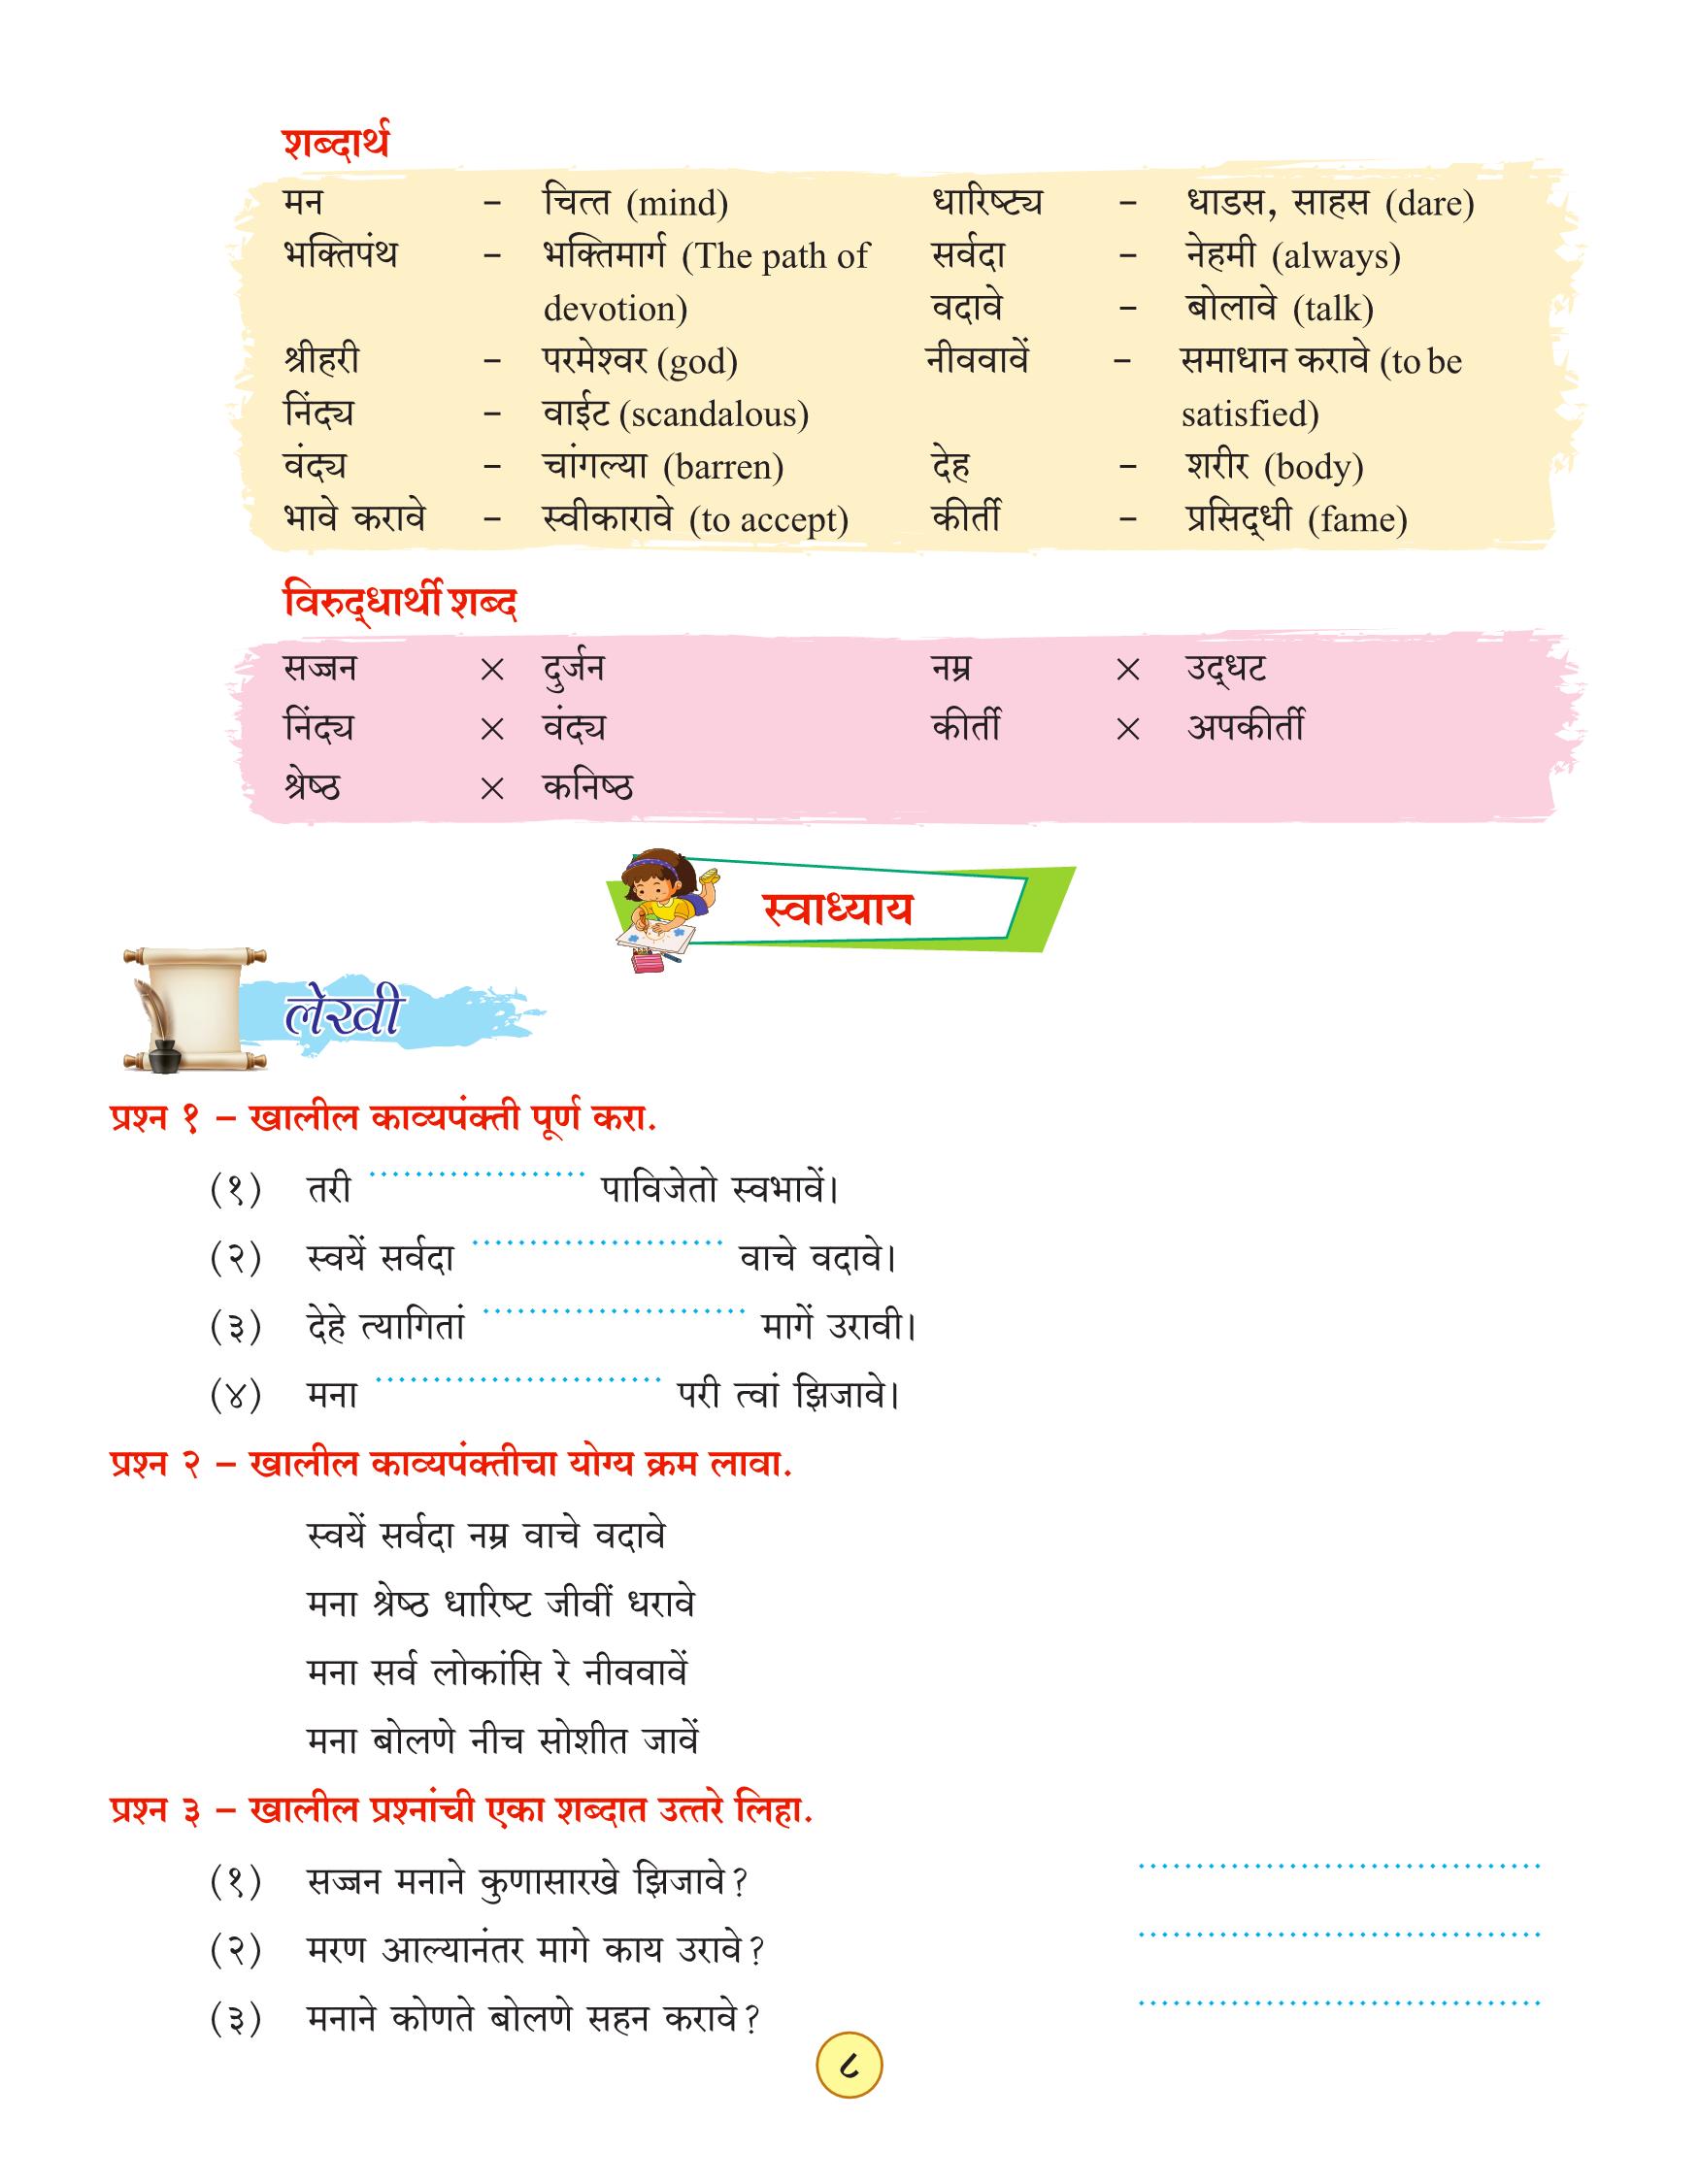 शब्दार्थ
मन – चित्त (mind) धारिष्ट्य – धाडस, साहस (dare)
भक्तिपंथ – भक्तिमार्ग (The path of सर्वदा – नेहमी (always)
devotion) वदावे – बोलावे (talk)
श्रीहरी – परमेश्वर (god) नीववावें – समाधान करावे (to be
निंद्य – वाईट (scandalous) satisfied)
वंद्य – चांगल्या (barren) देह – शरीर (body)
भावे करावे – स्वीकारावे (to accept) कीर्ती – प्रसिद्धी (fame)
विरुद्धार्थी शब्द
सज्जन × दुर्जन नम्र × उद्धट
निंद्य × वंद्य कीर्ती × अपकीर्ती
श्रेष्ठ × कनिष्ठ
स्वाध्याय
लेखी
प्रश्न १ – खालील काव्यपंक्ती पूर्ण करा.
(१) तरी ................... पाविजेतो स्वभावें।
(२) स्वयें सर्वदा ...................... वाचे वदावे।
(३) देहे त्यागितां ....................... मागें उरावी।
(४) मना ......................... परी त्वां झिजावे।
प्रश्न २ – खालील काव्यपंक्तीचा योग्य क्रम लावा.
स्वयें सर्वदा नम्र वाचे वदावे
मना श्रेष्ठ धारिष्ट जीवीं धरावे
मना सर्व लोकांसि रे नीववावें
मना बोलणे नीच सोशीत जावें
प्रश्न ३ – खालील प्रश्नांची एका शब्दात उत्तरे लिहा.
(१) सज्जन मनाने कुणासारखे झिजावे? ...................................
(२) मरण आल्यानंतर मागे काय उरावे? ...................................
(३) मनाने कोणते बोलणे सहन करावे? ...................................
८